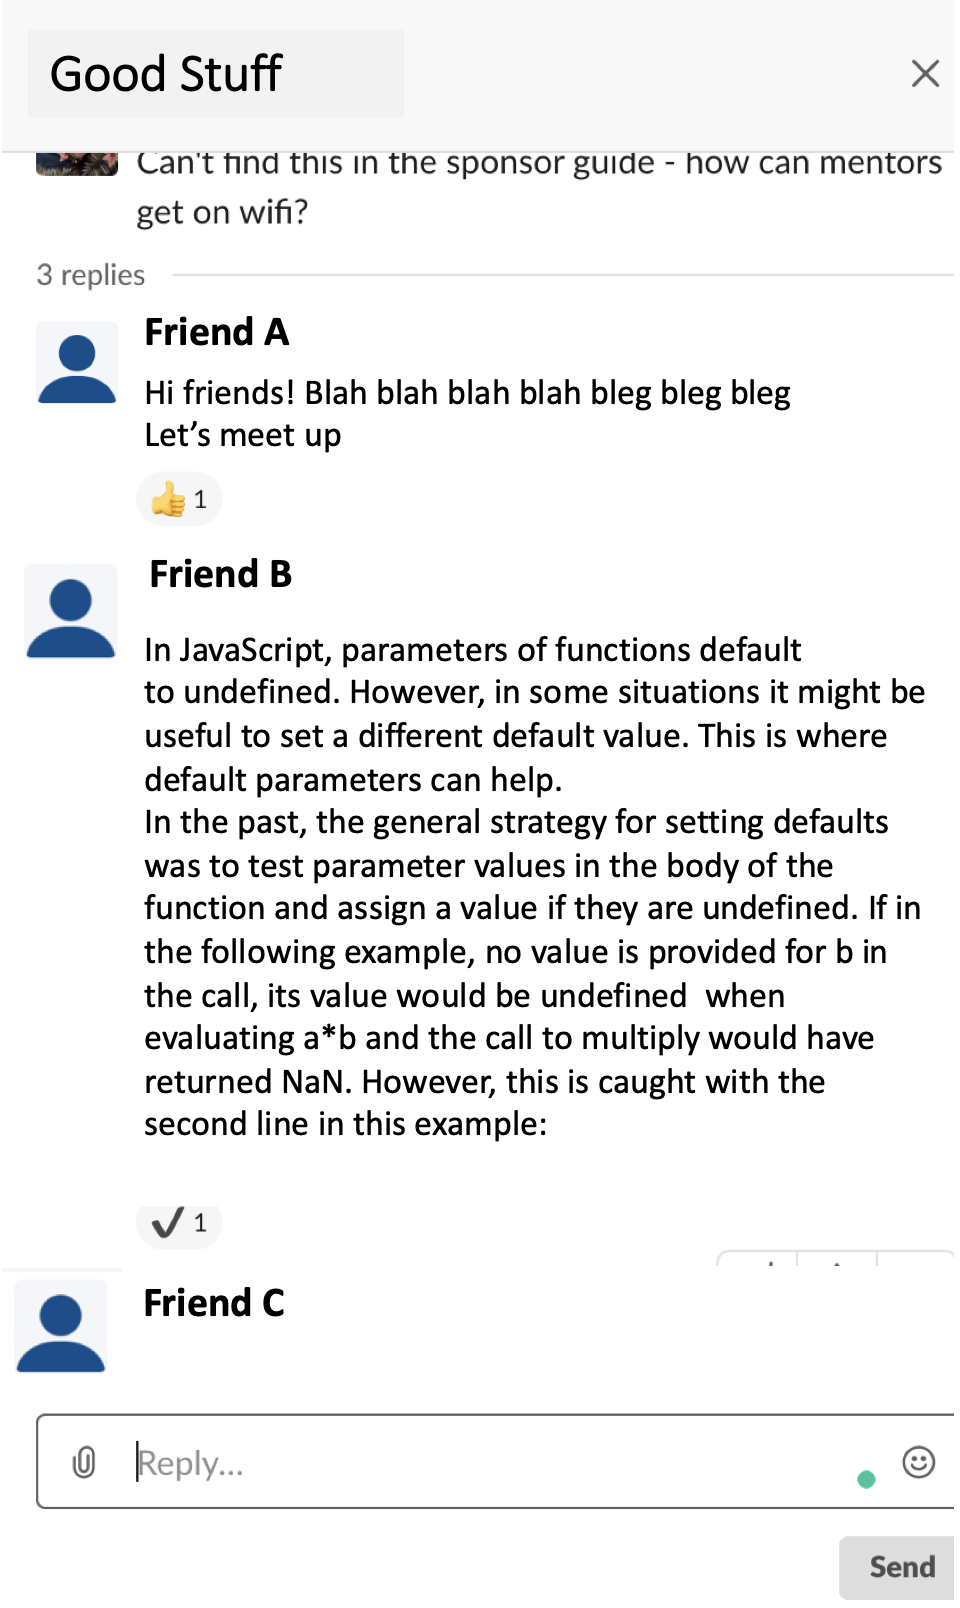 Good Stuff
Can't find this in the sponsor guide - how can mentors
get on wifi?
3 replies
Friend A
Hi friends! Blah blah blah blah bleg bleg bleg
Let’s meet up
1
Friend B
In JavaScript, parameters of functions default
to undefined. However, in some situations it might be
useful to set a different default value. This is where
default parameters can help.
In the past, the general strategy for setting defaults
was to test parameter values in the body of the
function and assign a value if they are undefined. If in
the following example, no value is provided for b in
the call, its value would be undefined  when
evaluating a*b and the call to multiply would have
returned NaN. However, this is caught with the
second line in this example:
1
Friend C
Reply...
Send